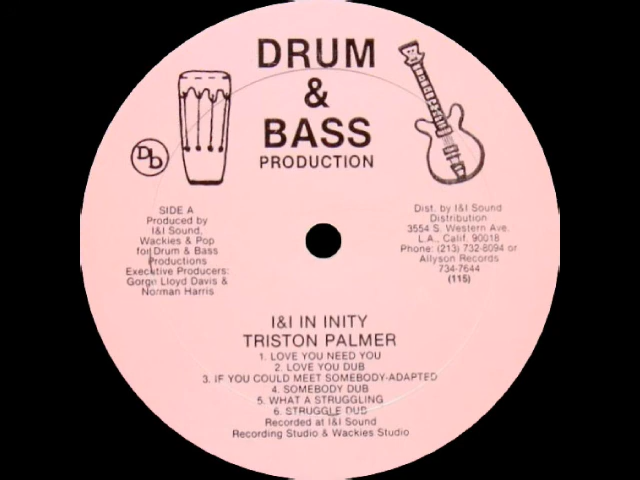 DRUM
&
BASS
PRODUCTION
DD
SIDE A
Produced by
I&I Sound,
Wackies & Pop
for Drum & Bass
Productions
Executive Producers:
Gorgo Lloyd Davis &
Norman Harris
Dist. by I&I Sound
Distribution
3554 S. Western Ave.
L.A., Calif. 90018
Phone: (213) 732-8094 or
Allyson Records
734-7644
(115)
I&I IN INITY
TRISTON PALMER
1. LOVE YOU NEED YOU
2. LOVE YOU DUB
3. IF YOU COULD MEET SOMEBODY-ADAPTED
4. SOMEBODY DUB
5. WHAT A STRUGGLING
6. STRUGGLE DUB
Recorded at I&I Sound
Recording Studio & Wackies Studio